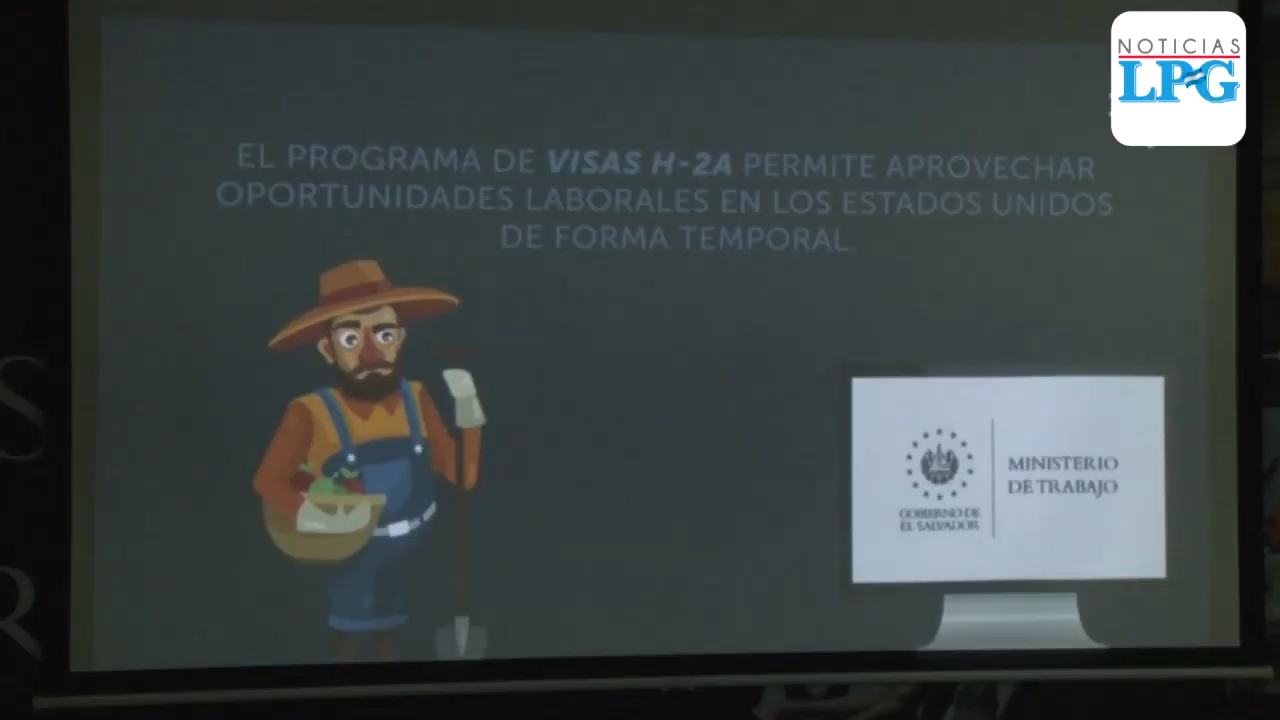 NOTICIAS
LPG
EL PROGRAMA DE VISAS H-2A PERMITE APROVECHAR
OPORTUNIDADES LABORALES EN LOS ESTADOS UNIDOS
DE FORMA TEMPORAL.
MINISTERIO
DE TRABAJO
GOBIERNO DE
EL SALVADOR
S
R